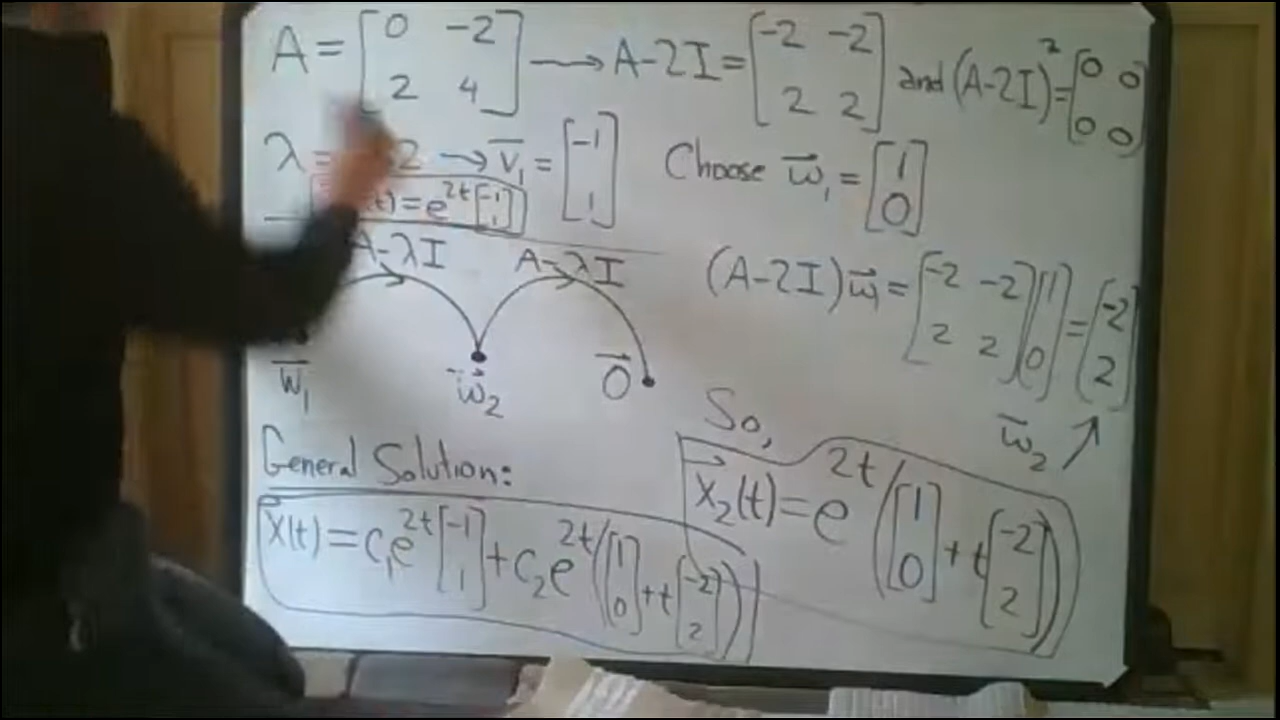 A = [0 -2; 2 4] → A-2I = [-2 -2; 2 2] and (A-2I)² = [0 0; 0 0]
λ = 2 → v⃗₁ = [-1; 1]
t) = e^{2t} [-1; 1]
Choose w⃗₁ = [1; 0]
A-λI A-λI
w⃗₁ w⃗₂ 0⃗
(A-2I)w⃗₁ = [-2 -2; 2 2][1; 0] = [-2; 2]
w⃗₂ ↗
So,
x⃗₂(t) = e^{2t} ([1; 0] + t[-2; 2])
General Solution:
x⃗(t) = c₁e^{2t} [-1; 1] + c₂e^{2t} ([1; 0] + t[-2; 2])